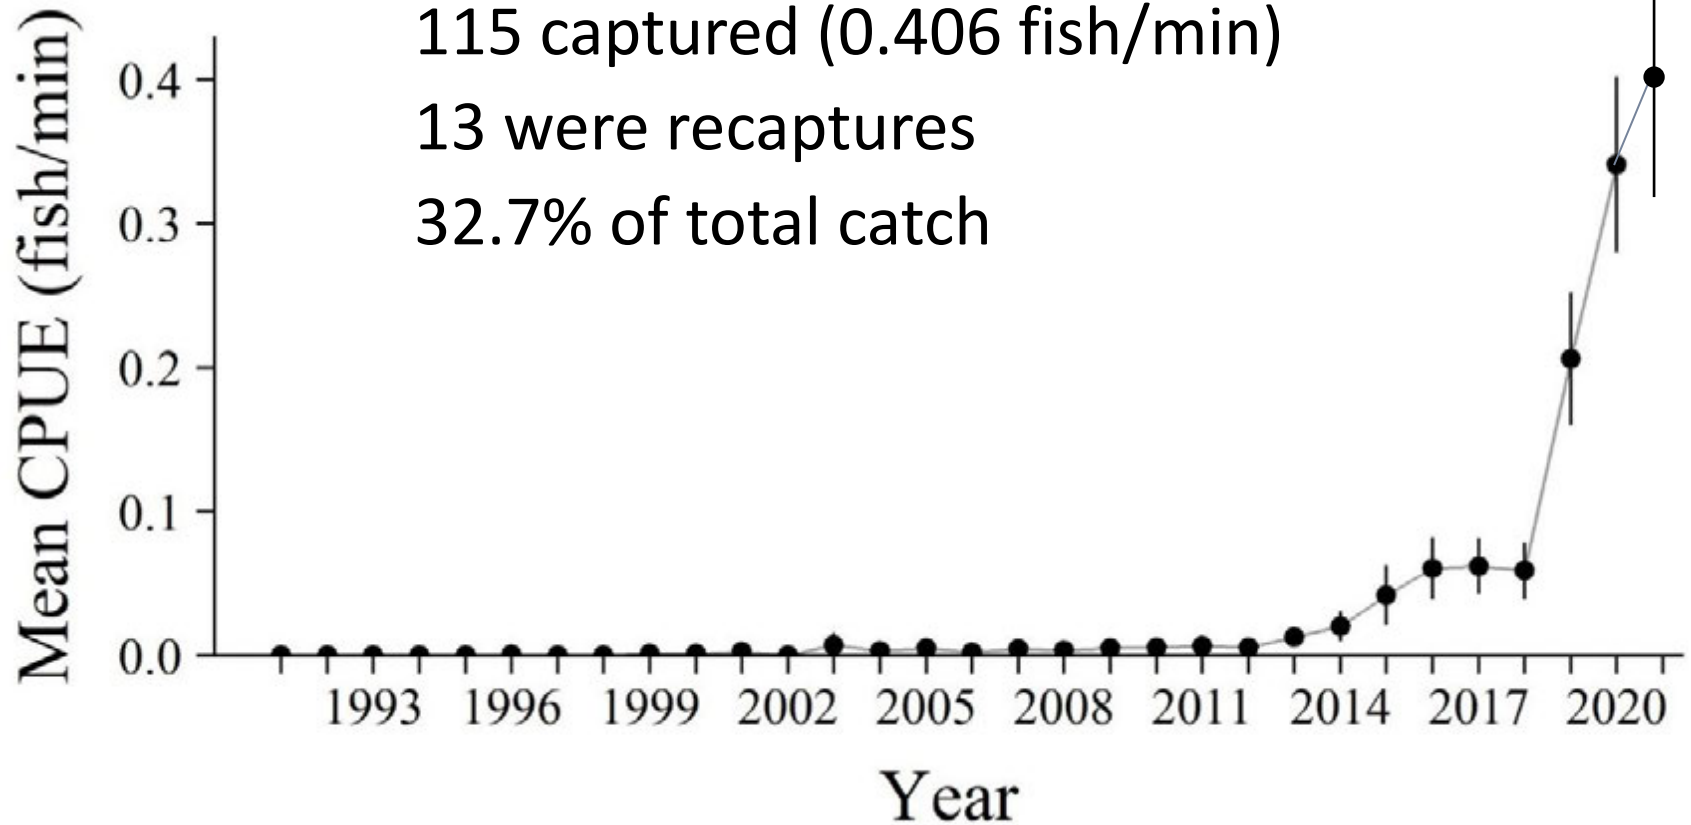 115 captured (0.406 fish/min)
13 were recaptures
32.7% of total catch
Mean CPUE (fish/min)
0.4
0.3
0.2
0.1
0.0
1993 1996 1999 2002 2005 2008 2011 2014 2017 2020
Year